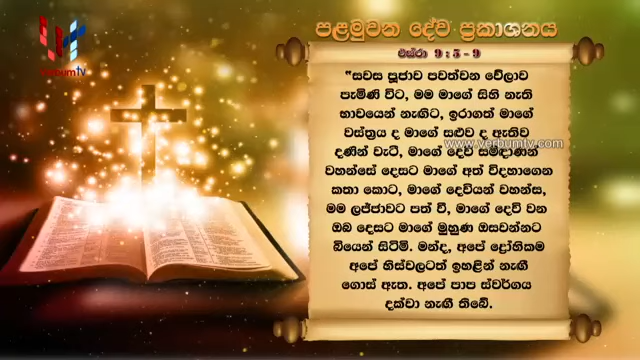 verbumtv
පළමුවන දේව ප්‍රකාශනය
එස්රා 9 : 5 - 9
"සවස පූජාව පවත්වන වේලාව
පැමිණි විට, මම මාගේ සිහි නැති
භාවයෙන් නැඟිට, ඉරාගත් මාගේ
වස්ත්‍රය ද මාගේ සළුව ද ඇතිව
www.verbumtv.com
දණින් වැටී, මාගේ දෙවි සමිඳාණන්
වහන්සේ දෙසට මාගේ අත් විදහාගෙන
කතා කොට, මාගේ දෙවියන් වහන්ස,
මම ලජ්ජාවට පත් වී, මාගේ දෙවි වන
ඔබ දෙසට මාගේ මුහුණ ඔසවන්නට
බියෙන් සිටිමි. මන්ද, අපේ ද්‍රෝහිකම
අපේ හිස්වලටත් ඉහළින් නැඟී
ගොස් ඇත. අපේ පාප ස්වර්ගය
දක්වා නැඟී තිබේ.